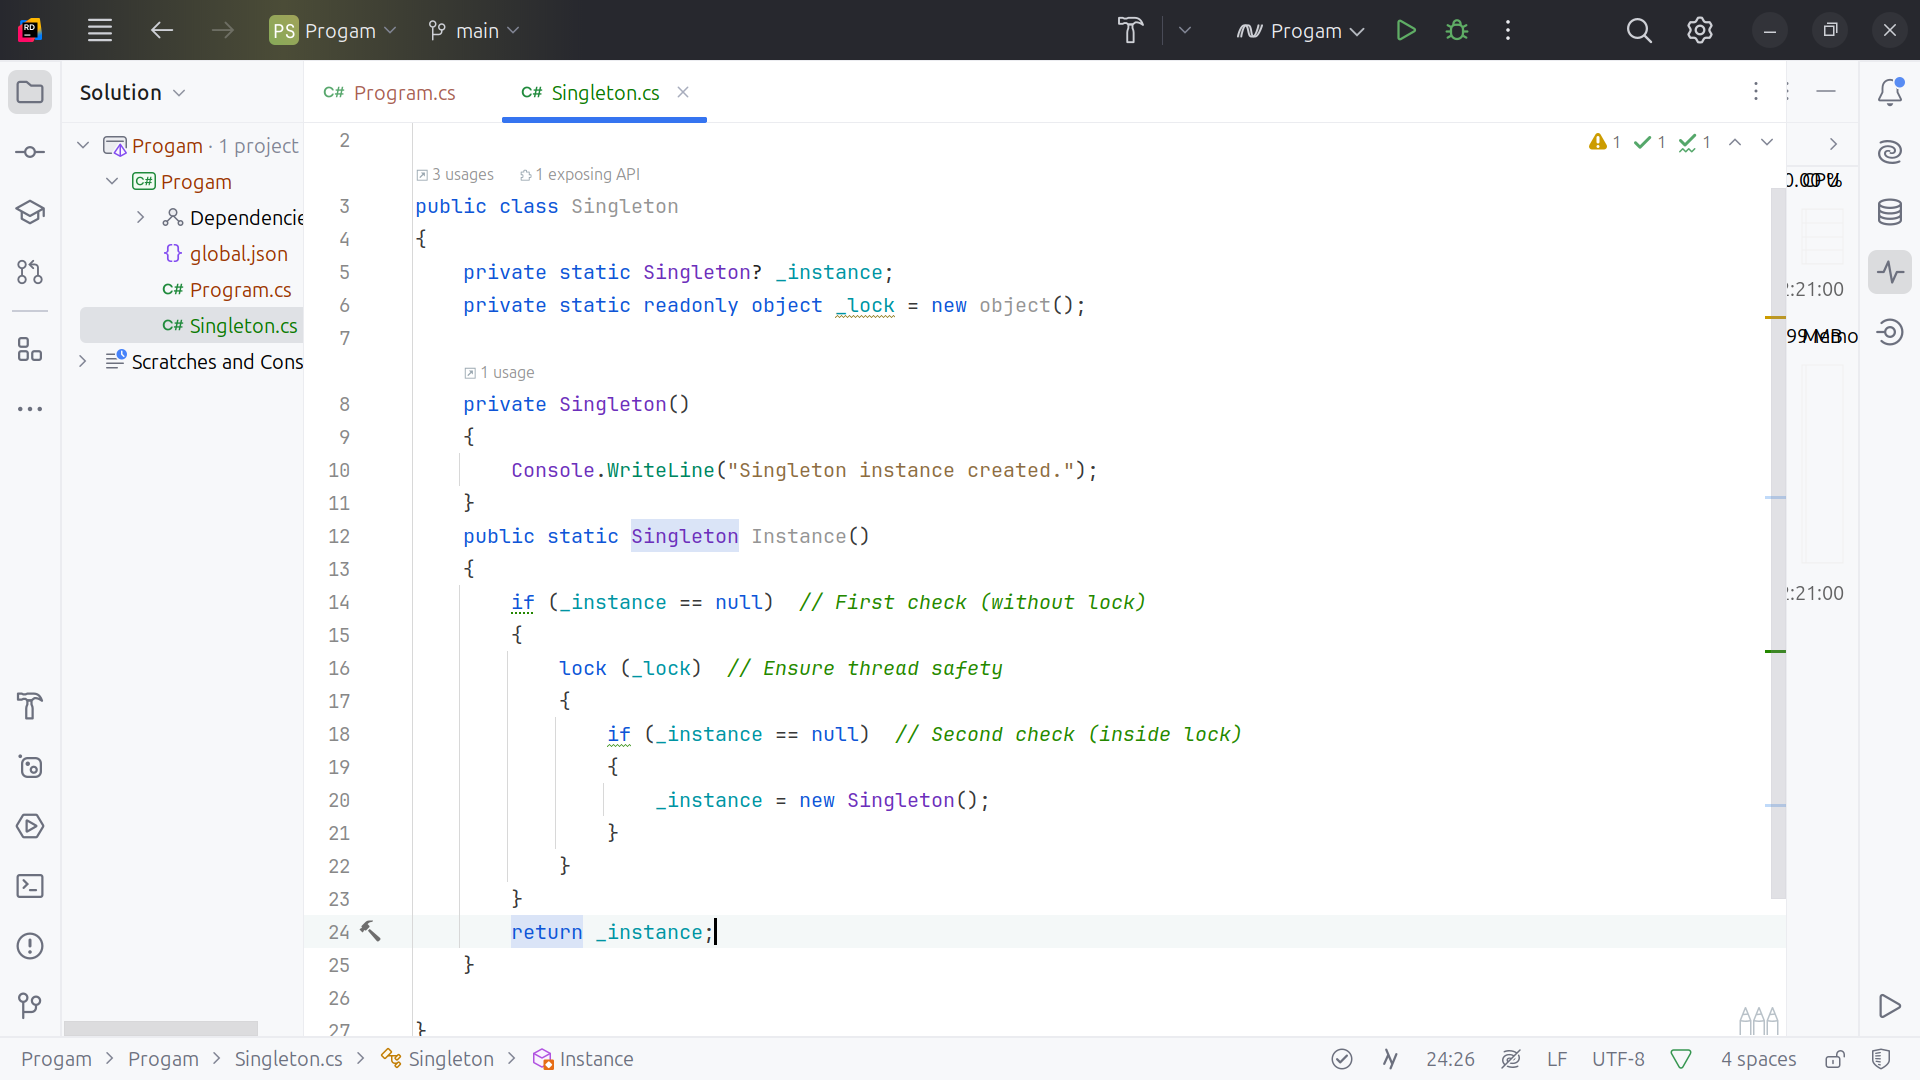 PS Progam main Progam
Solution
C# Program.cs
C# Singleton.cs
Progam · 1 project
C# Progam
Dependencie
{} global.json
C# Program.cs
C# Singleton.cs
Scratches and Cons
1 1 1
2
3 usages 1 exposing API
3 public class Singleton
4 {
5 private static Singleton? _instance;
6 private static readonly object _lock = new object();
7
1 usage
8 private Singleton()
9 {
10 Console.WriteLine("Singleton instance created.");
11 }
12 public static Singleton Instance()
13 {
14 if (_instance == null) // First check (without lock)
15 {
16 lock (_lock) // Ensure thread safety
17 {
18 if (_instance == null) // Second check (inside lock)
19 {
20 _instance = new Singleton();
21 }
22 }
23 }
24 return _instance;
25 }
26
27 }
:21:00
:21:00
Progam > Progam > Singleton.cs > Singleton > Instance
24:26 LF UTF-8 4 spaces